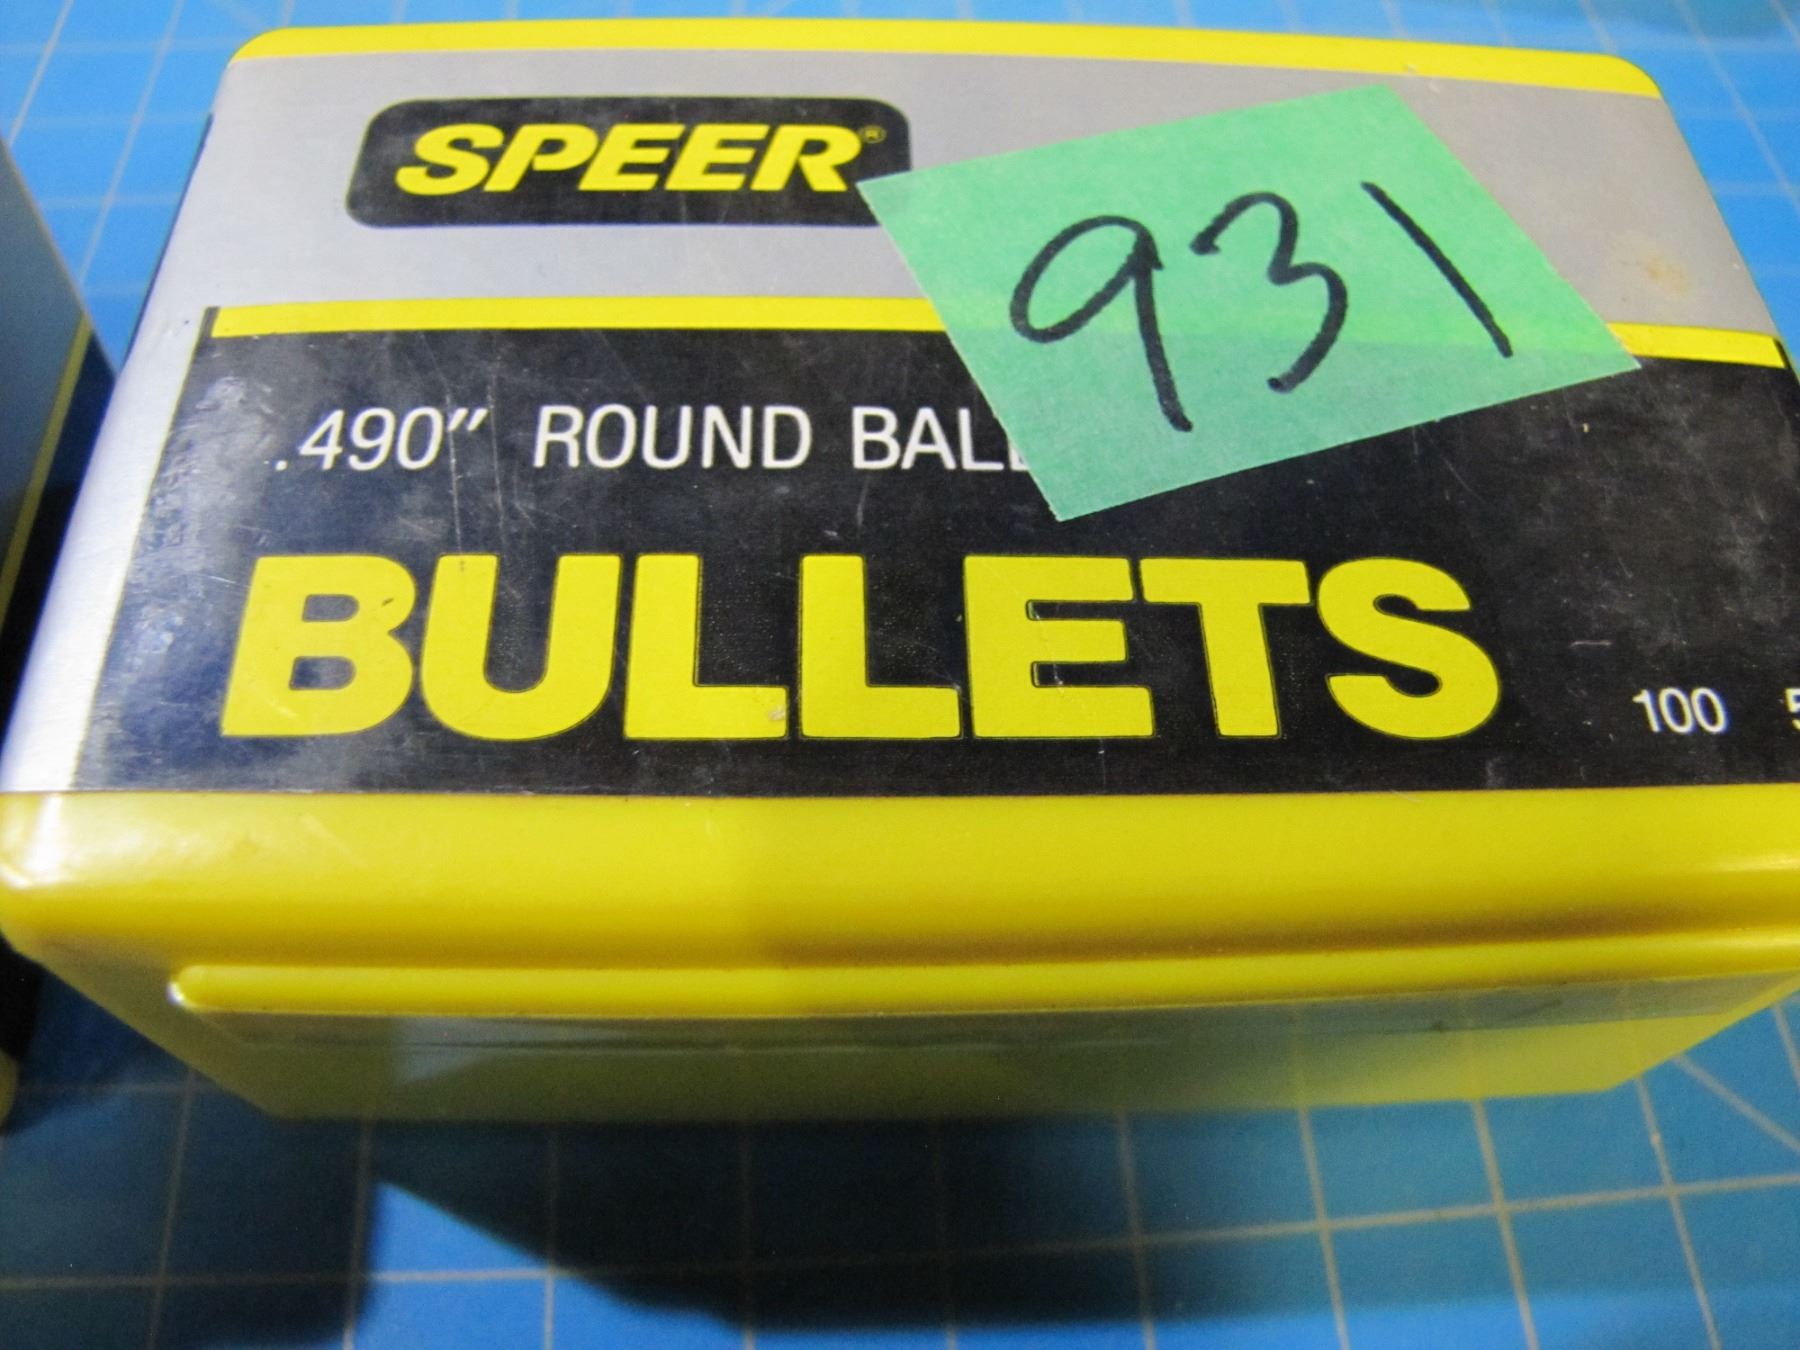 SPEER®
931
.490" ROUND BALL
BULLETS
100